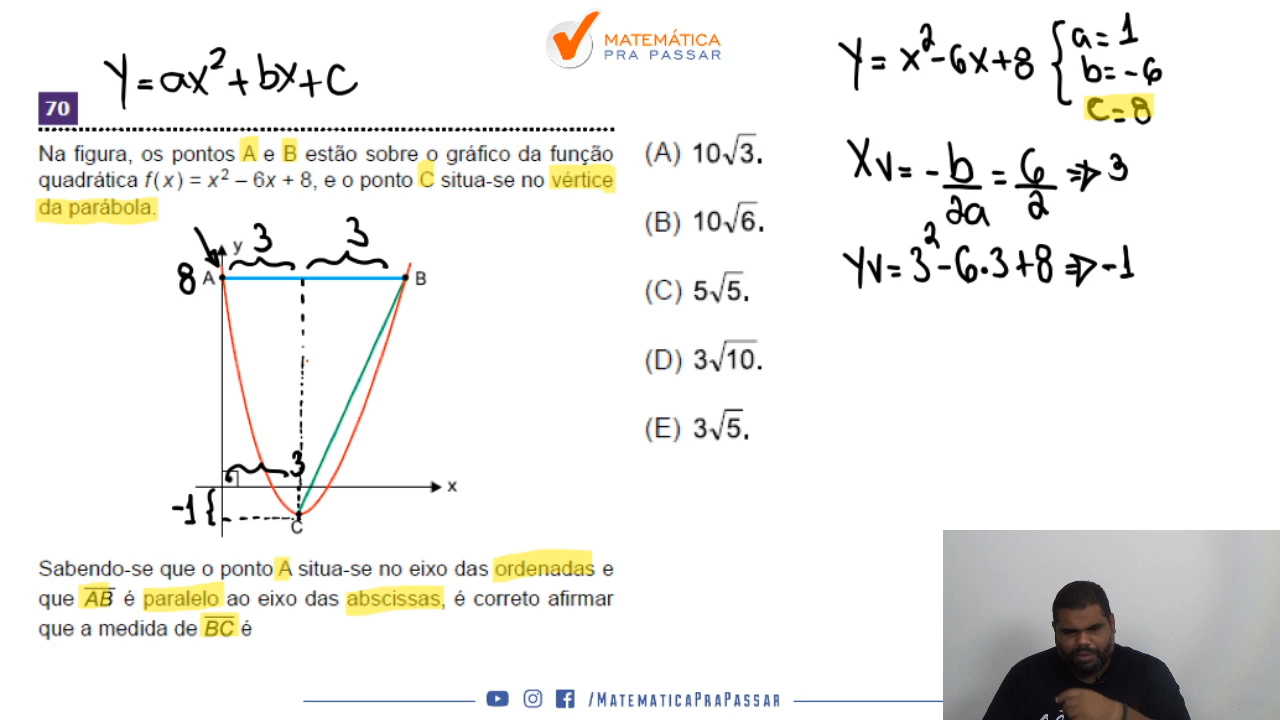 MATEMÁTICA
PRA PASSAR
Y = ax² + bx + c
70
Na figura, os pontos A e B estão sobre o gráfico da função
quadrática f(x) = x² – 6x + 8, e o ponto C situa-se no vértice
da parábola.
y
3
3
8
A
B
3
x
-1
C
Sabendo-se que o ponto A situa-se no eixo das ordenadas e
que A̅B̅ é paralelo ao eixo das abscissas, é correto afirmar
que a medida de B̅C̅ é
(A) 10√3.
(B) 10√6.
(C) 5√5.
(D) 3√10.
(E) 3√5.
Y = x² - 6x + 8
a = 1
b = -6
c = 8
Xv = -b/2a = 6/2 ⇒ 3
Yv = 3² - 6·3 + 8 ⇒ -1
/MATEMATICAPRAPASSAR